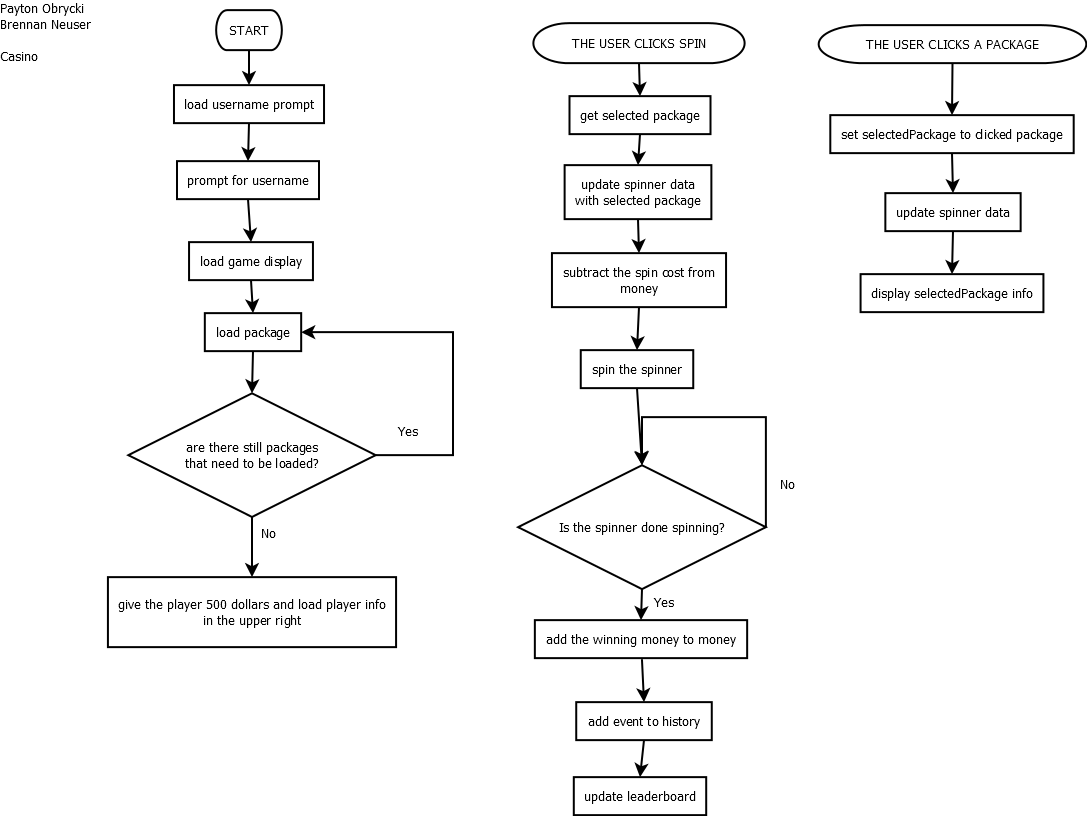 Payton Obrycki
Brennan Neuser
Casino
START
load username prompt
prompt for username
load game display
load package
are there still packages
that need to be loaded?
Yes
No
give the player 500 dollars and load player info
in the upper right
THE USER CLICKS SPIN
get selected package
update spinner data
with selected package
subtract the spin cost from
money
spin the spinner
Is the spinner done spinning?
No
Yes
add the winning money to money
add event to history
update leaderboard
THE USER CLICKS A PACKAGE
set selectedPackage to clicked package
update spinner data
display selectedPackage info